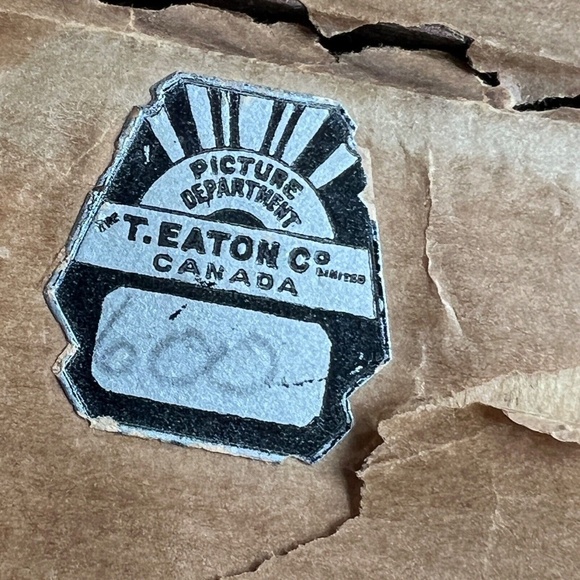 PICTURE
DEPARTMENT
THE T. EATON Co LIMITED
CANADA
600